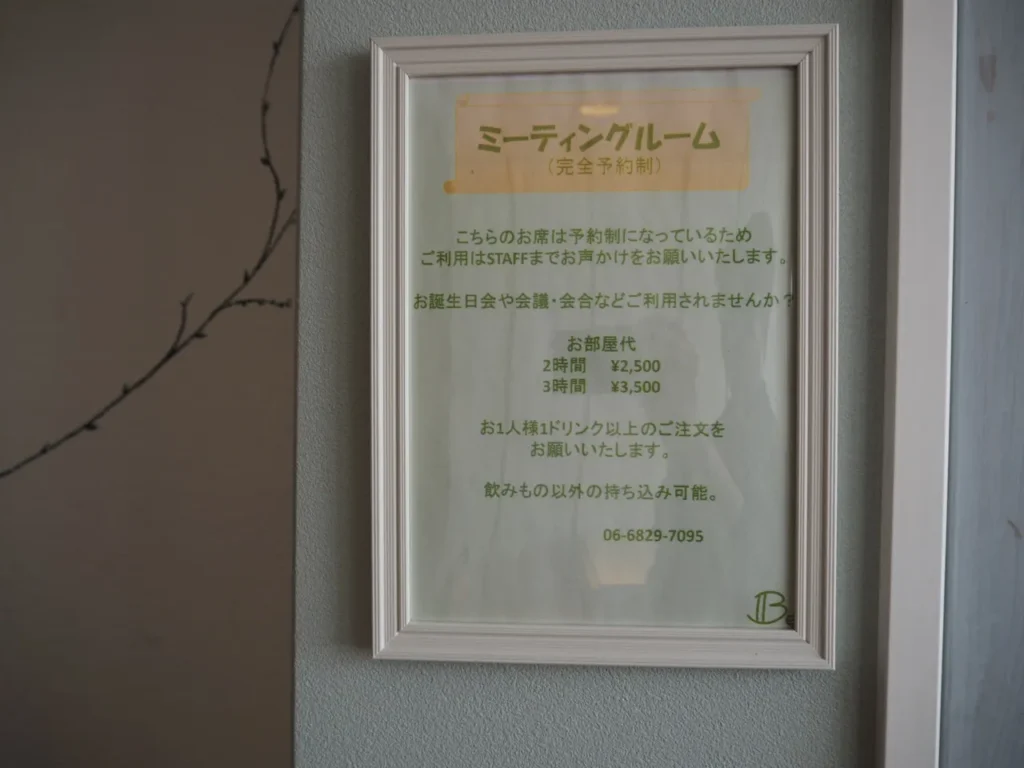 ミーティングルーム
（完全予約制）
こちらのお席は予約制になっているため
ご利用はSTAFFまでお声かけをお願いいたします。
お誕生日会や会議・会合などご利用されませんか？
お部屋代
2時間 ¥2,500
3時間 ¥3,500
お1人様1ドリンク以上のご注文を
お願いいたします。
飲みもの以外の持ち込み可能。
06-6829-7095